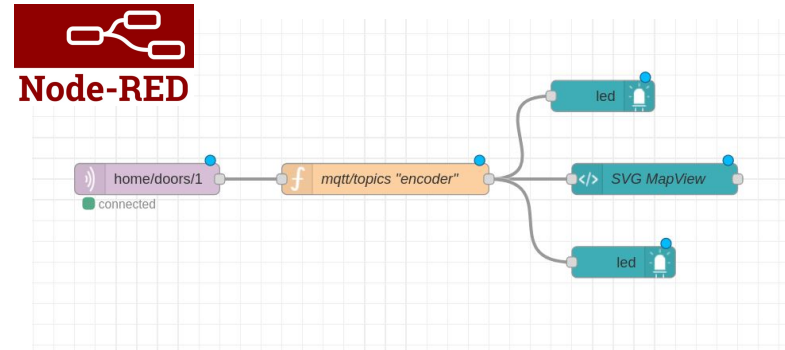 Node-RED
led
home/doors/1
mqtt/topics "encoder"
</> SVG MapView
connected
led